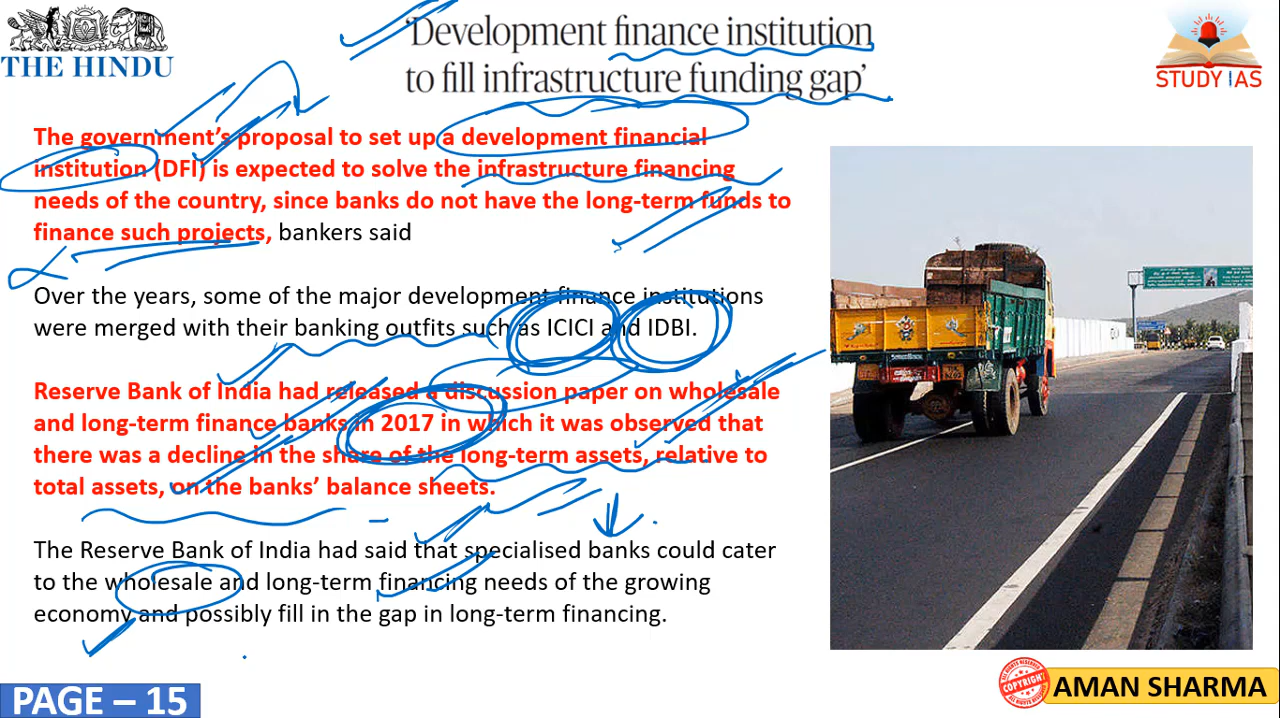 THE HINDU
'Development finance institution
to fill infrastructure funding gap'
STUDY IAS
The government's proposal to set up a development financial
institution (DFI) is expected to solve the infrastructure financing
needs of the country, since banks do not have the long-term funds to
finance such projects, bankers said
Over the years, some of the major development finance institutions
were merged with their banking outfits such as ICICI and IDBI.
Reserve Bank of India had released a discussion paper on wholesale
and long-term finance banks in 2017 in which it was observed that
there was a decline in the share of the long-term assets, relative to
total assets, on the banks' balance sheets.
The Reserve Bank of India had said that specialised banks could cater
to the wholesale and long-term financing needs of the growing
economy and possibly fill in the gap in long-term financing.
PAGE – 15
COPYRIGHT
AMAN SHARMA